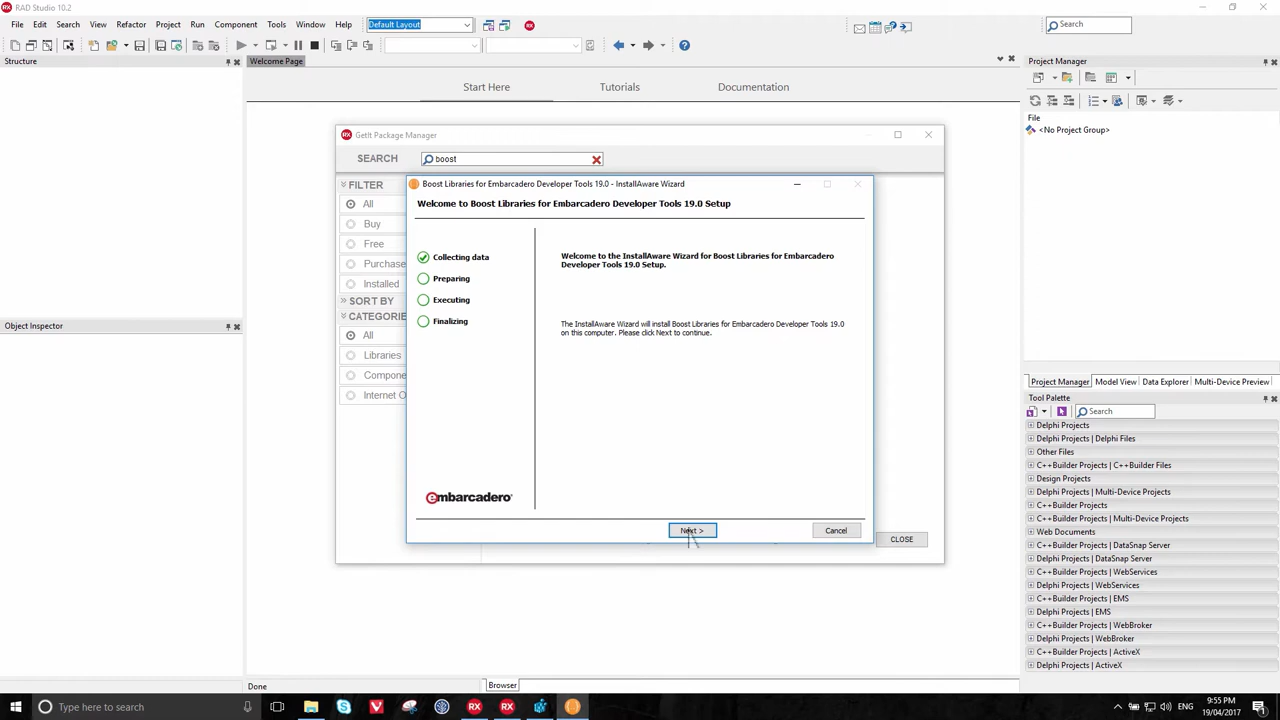 RAD Studio 10.2
File Edit Search View Refactor Project Run Component Tools Window Help
Default Layout
Search
Structure
Welcome Page
Project Manager
Start Here Tutorials Documentation
GetIt Package Manager
SEARCH boost
File
<No Project Group>
FILTER
All
Buy
Free
Purchase
Installed
SORT BY
CATEGORIE
All
Libraries
Compone
Internet O
Boost Libraries for Embarcadero Developer Tools 19.0 - InstallAware Wizard
Welcome to Boost Libraries for Embarcadero Developer Tools 19.0 Setup
Collecting data
Preparing
Executing
Finalizing
Welcome to the InstallAware Wizard for Boost Libraries for Embarcadero
Developer Tools 19.0 Setup.
The InstallAware Wizard will install Boost Libraries for Embarcadero Developer Tools 19.0
on this computer. Please click Next to continue.
embarcadero
Next >
Cancel
CLOSE
Object Inspector
Project Manager Model View Data Explorer Multi-Device Preview
Tool Palette
Search
Delphi Projects
Delphi Projects | Delphi Files
Other Files
C++Builder Projects | C++Builder Files
Design Projects
Delphi Projects | Multi-Device Projects
C++Builder Projects
C++Builder Projects | Multi-Device Projects
Web Documents
C++Builder Projects | DataSnap Server
Delphi Projects | DataSnap Server
C++Builder Projects | WebServices
Delphi Projects | WebServices
C++Builder Projects | EMS
Delphi Projects | EMS
C++Builder Projects | WebBroker
Delphi Projects | WebBroker
C++Builder Projects | ActiveX
Delphi Projects | ActiveX
Done
Browser
Type here to search
ENG
9:55 PM
19/04/2017